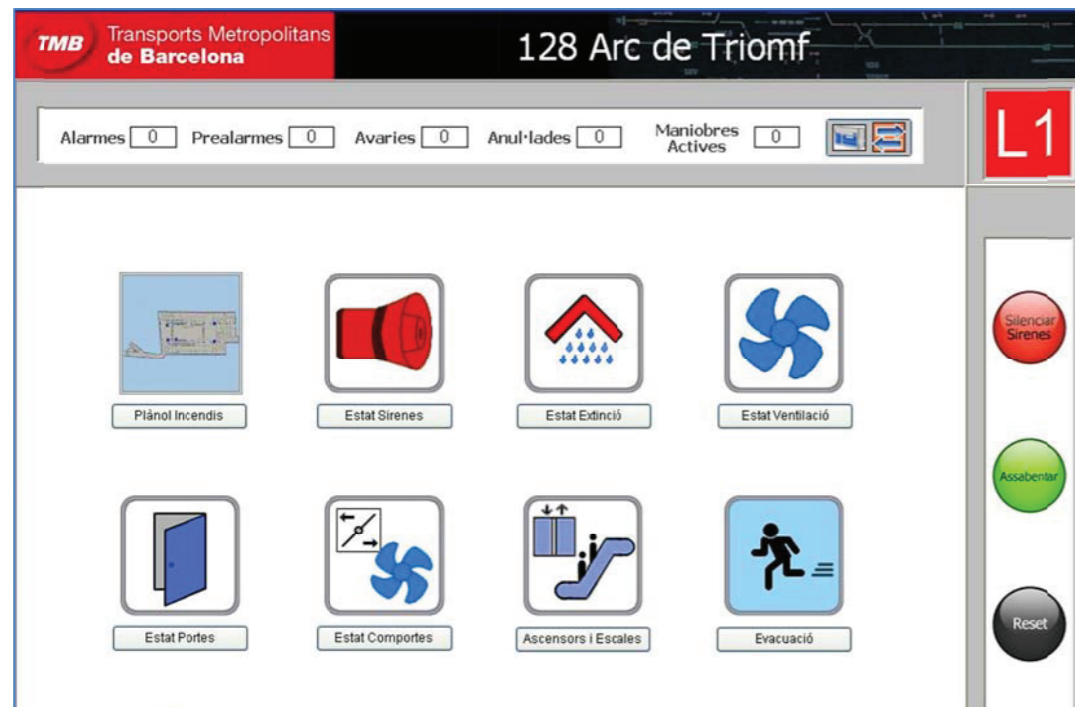 TMB
Transports Metropolitans
de Barcelona
128 Arc de Triomf
Alarmes 0 Prealarmes 0 Avaries 0 Anul·lades 0 Maniobres Actives 0
L1
Plánol Incendis
Estat Sirenes
Estat Extinció
Estat Ventilació
Silenciar
Sirenes
Assabentar
Estat Portes
Estat Comportes
Ascensors i Escales
Evacuació
Reset